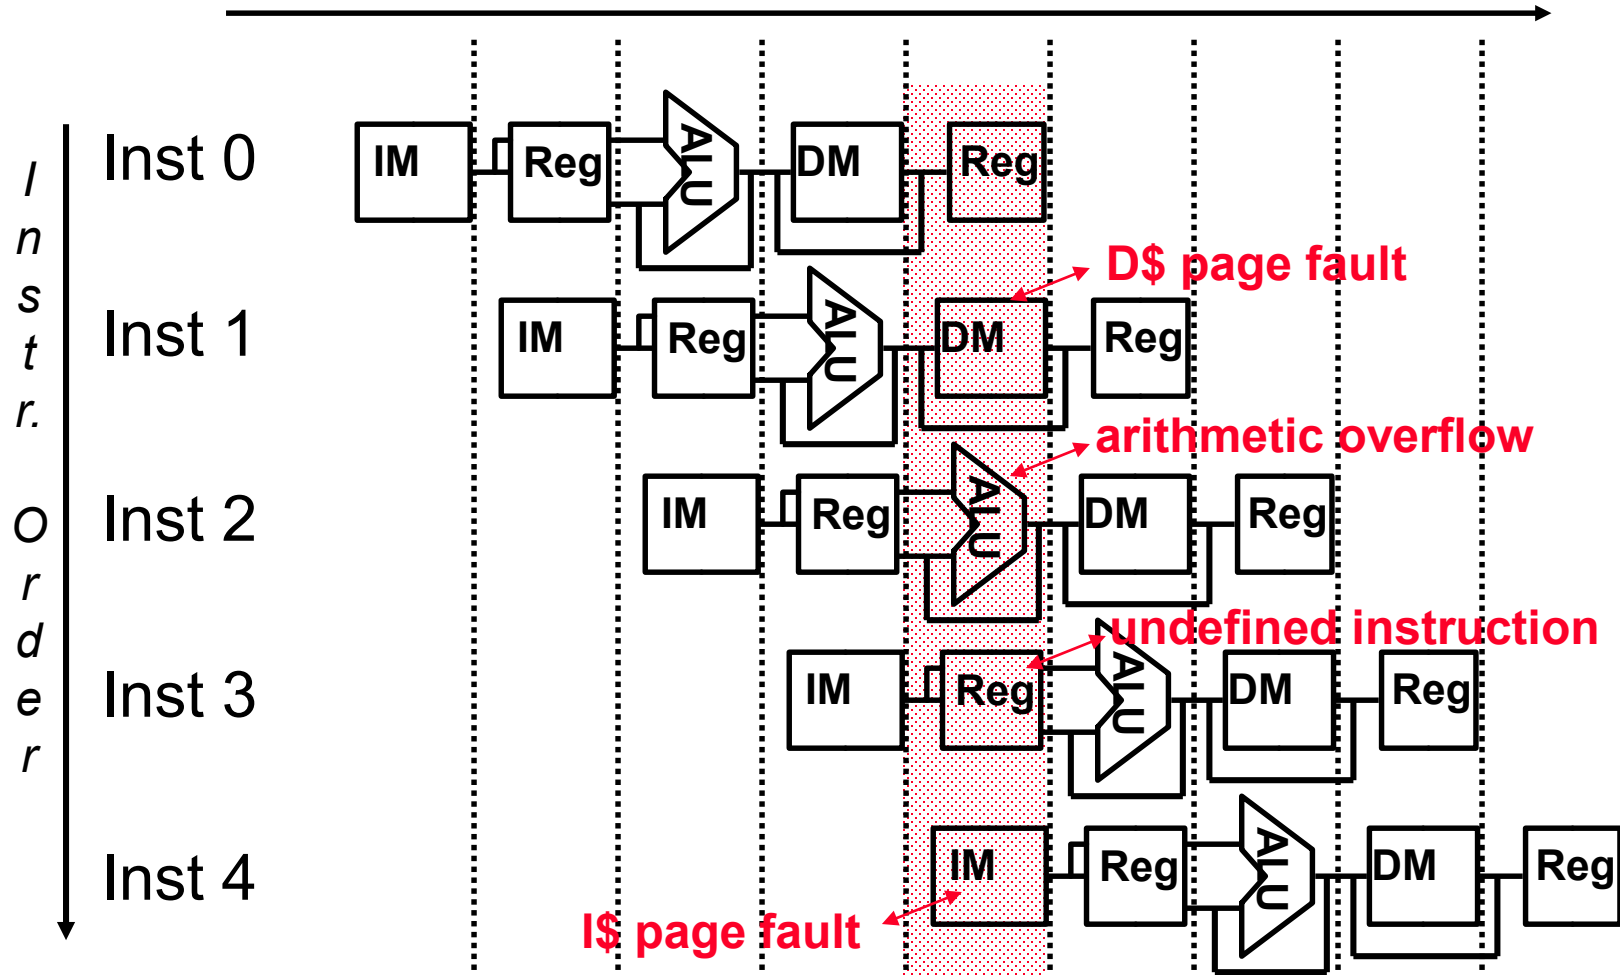 Instr. Order
Inst 0
IM
Reg
ALU
DM
Reg
D$ page fault
Inst 1
IM
Reg
ALU
DM
Reg
arithmetic overflow
Inst 2
IM
Reg
ALU
DM
Reg
undefined instruction
Inst 3
IM
Reg
ALU
DM
Reg
Inst 4
IM
Reg
ALU
DM
Reg
I$ page fault